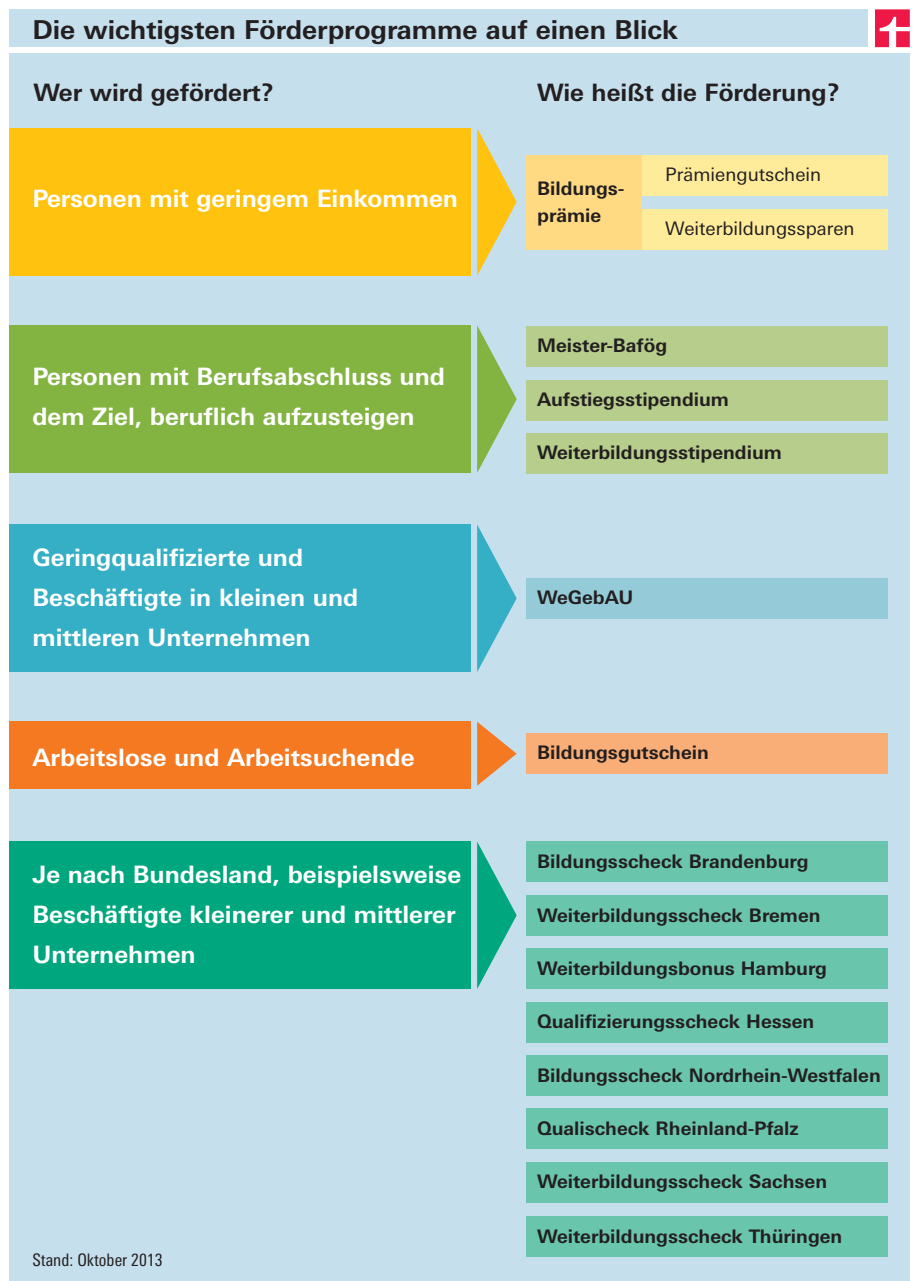 Die wichtigsten Förderprogramme auf einen Blick
Wer wird gefördert?
Wie heißt die Förderung?
Personen mit geringem Einkommen
Bildungs-
prämie
Prämiengutschein
Weiterbildungssparen
Personen mit Berufsabschluss und
dem Ziel, beruflich aufzusteigen
Meister-Bafög
Aufstiegsstipendium
Weiterbildungsstipendium
Geringqualifizierte und
Beschäftigte in kleinen und
mittleren Unternehmen
WeGebAU
Arbeitslose und Arbeitsuchende
Bildungsgutschein
Je nach Bundesland, beispielsweise
Beschäftigte kleinerer und mittlerer
Unternehmen
Bildungsscheck Brandenburg
Weiterbildungsscheck Bremen
Weiterbildungsbonus Hamburg
Qualifizierungsscheck Hessen
Bildungsscheck Nordrhein-Westfalen
Qualischeck Rheinland-Pfalz
Weiterbildungsscheck Sachsen
Weiterbildungsscheck Thüringen
Stand: Oktober 2013